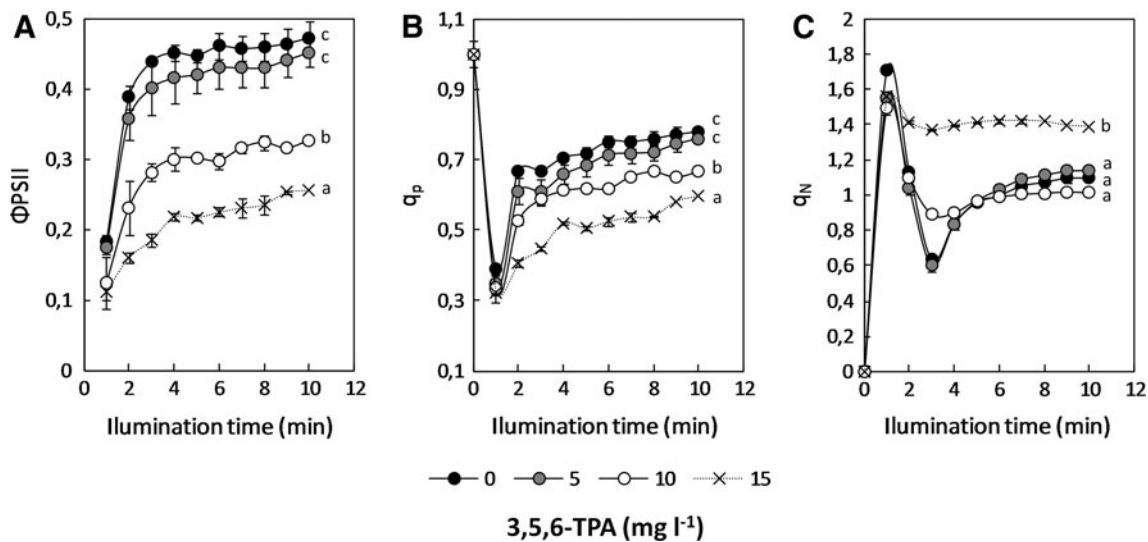 A
ΦPSII
0,5
0,4
0,3
0,2
0,1
0
0 2 4 6 8 10 12
c
c
b
a
Ilumination time (min)
B
qp
1,1
0,9
0,7
0,5
0,3
0,1
0 2 4 6 8 10 12
c
c
b
a
Ilumination time (min)
C
qN
2
1,8
1,6
1,4
1,2
1
0,8
0,6
0,4
0,2
0
0 2 4 6 8 10 12
b
a
a
a
Ilumination time (min)
0 5 10 15
3,5,6-TPA (mg l-1)